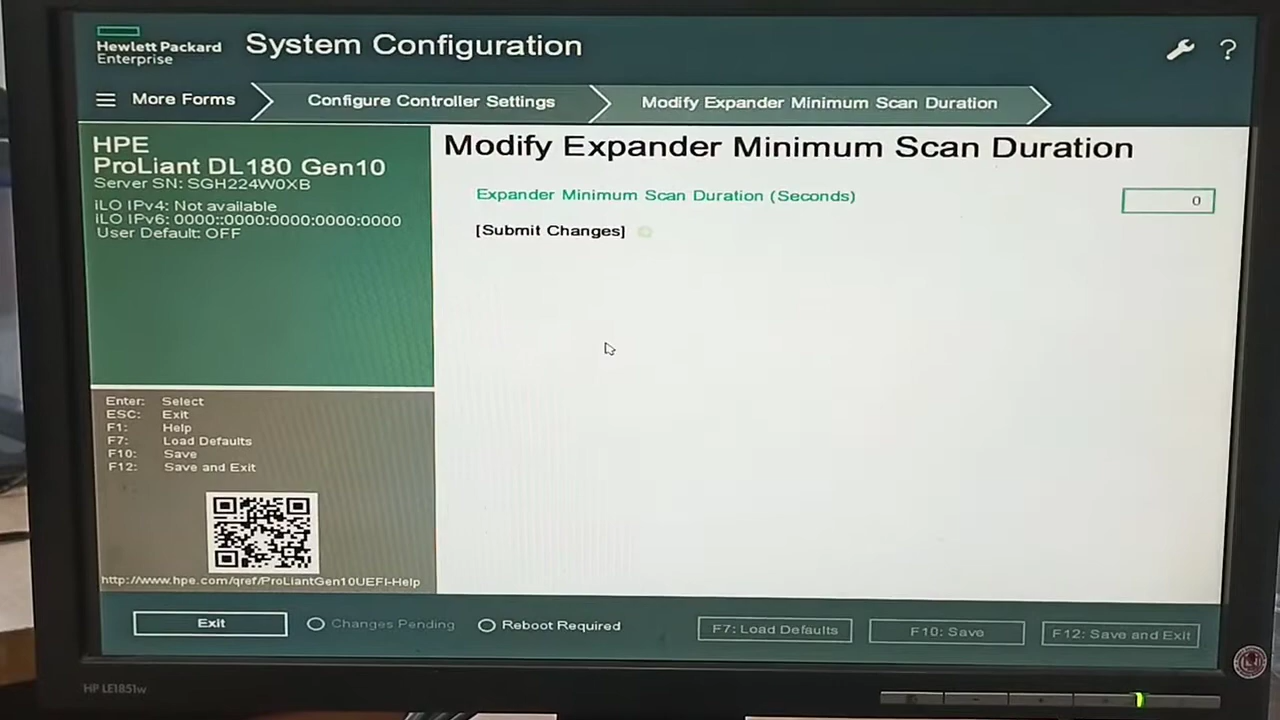 Hewlett Packard
Enterprise
System Configuration
?
More Forms
Configure Controller Settings
Modify Expander Minimum Scan Duration
HPE
ProLiant DL180 Gen10
Server SN: SGH224W0XB
iLO IPv4: Not available
iLO IPv6: 0000::0000:0000:0000:0000
User Default: OFF
Modify Expander Minimum Scan Duration
Expander Minimum Scan Duration (Seconds)
0
[Submit Changes]
Enter: Select
ESC: Exit
F1: Help
F7: Load Defaults
F10: Save
F12: Save and Exit
http://www.hpe.com/qref/ProLiantGen10UEFI-Help
Exit
Changes Pending
Reboot Required
F7: Load Defaults
F10: Save
F12: Save and Exit
HP LE1851w